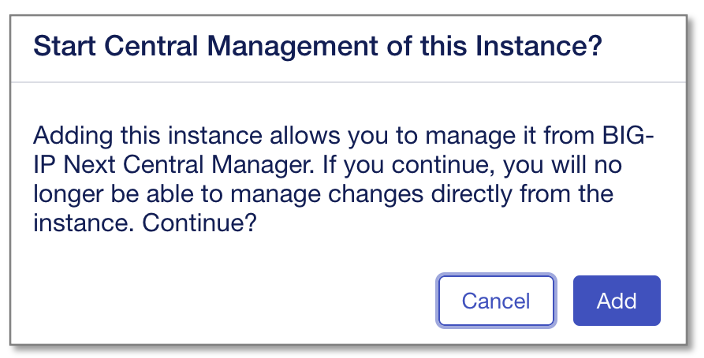 Start Central Management of this Instance?
Adding this instance allows you to manage it from BIG-
IP Next Central Manager. If you continue, you will no
longer be able to manage changes directly from the
instance. Continue?
Cancel Add